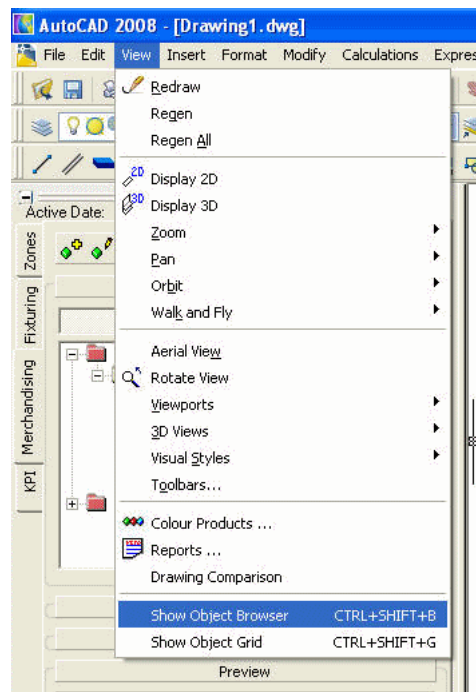 AutoCAD 2008 - [Drawing1.dwg]
File Edit View Insert Format Modify Calculations Expres
Redraw
Regen
Regen All
2D Display 2D
3D Display 3D
Zoom
Pan
Orbit
Walk and Fly
Aerial View
Rotate View
Viewports
3D Views
Visual Styles
Toolbars...
Colour Products ...
Reports ...
Drawing Comparison
Show Object Browser CTRL+SHIFT+B
Show Object Grid CTRL+SHIFT+G
Active Date:
Zones
Fixturing
Merchandising
KPI
Preview